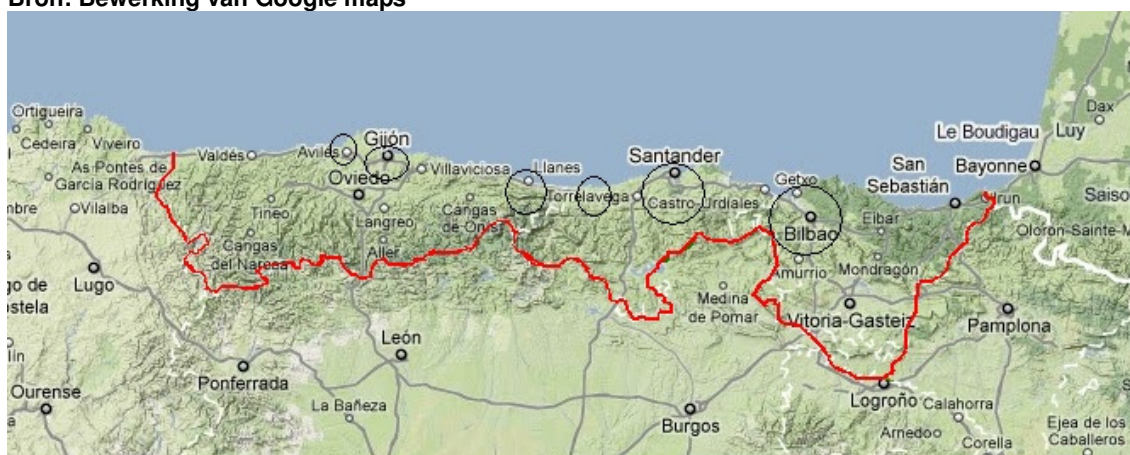 Bron: Bewerking van Google maps
Ortigueira
Cedeira
Viveiro
As Pontes de
García Rodríguez
Vilalba
Lugo
Ourense
Ponferrada
Valdés
Avilés
Gijón
Oviedo
Villaviciosa
Tineo
Langreo
Cangas
del Narcea
Aller
Cangas
de Onís
Llanes
Torrelavega
Santander
Castro-Urdiales
Getxo
Bilbao
Amurrio
Eibar
Mondragón
San
Sebastián
Irun
Le Boudigau
Bayonne
Luy
Dax
Oloron-Sainte-M
Medina
de Pomar
Vitoria-Gasteiz
Pamplona
León
La Bañeza
Burgos
Logroño
Calahorra
Arnedo
Corella
Ejea de los
Caballeros